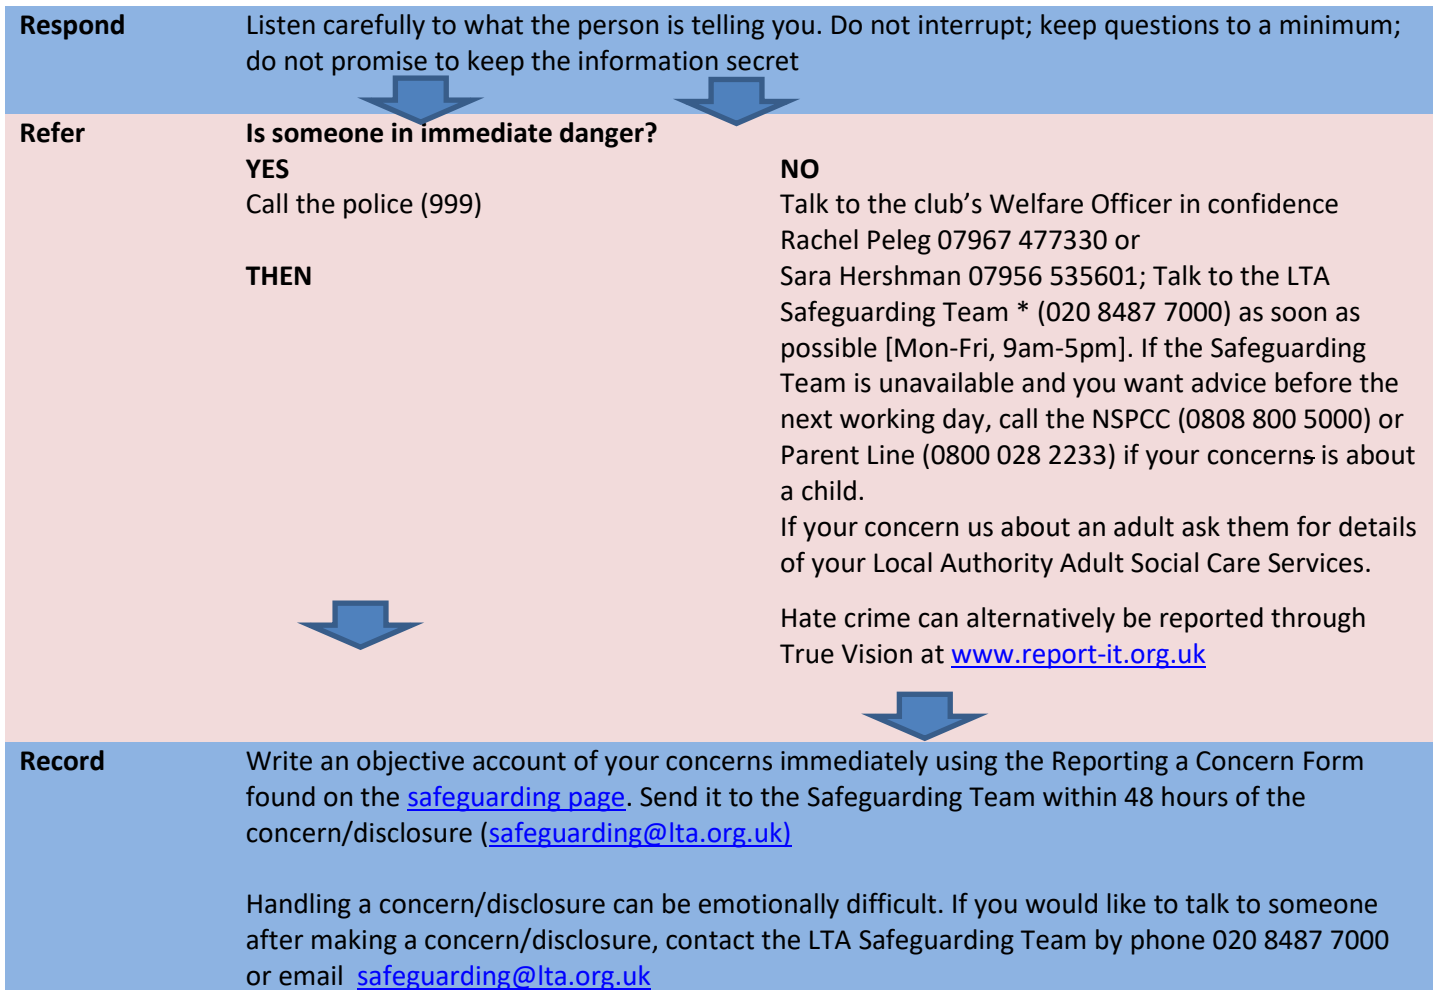 Respond
Listen carefully to what the person is telling you. Do not interrupt; keep questions to a minimum;
do not promise to keep the information secret
Refer
Is someone in immediate danger?
YES
Call the police (999)
THEN
NO
Talk to the club’s Welfare Officer in confidence
Rachel Peleg 07967 477330 or
Sara Hershman 07956 535601; Talk to the LTA
Safeguarding Team * (020 8487 7000) as soon as
possible [Mon-Fri, 9am-5pm]. If the Safeguarding
Team is unavailable and you want advice before the
next working day, call the NSPCC (0808 800 5000) or
Parent Line (0800 028 2233) if your concerns is about
a child.
If your concern us about an adult ask them for details
of your Local Authority Adult Social Care Services.
Hate crime can alternatively be reported through
True Vision at www.report-it.org.uk
Record
Write an objective account of your concerns immediately using the Reporting a Concern Form
found on the safeguarding page. Send it to the Safeguarding Team within 48 hours of the
concern/disclosure (safeguarding@lta.org.uk)
Handling a concern/disclosure can be emotionally difficult. If you would like to talk to someone
after making a concern/disclosure, contact the LTA Safeguarding Team by phone 020 8487 7000
or email safeguarding@lta.org.uk